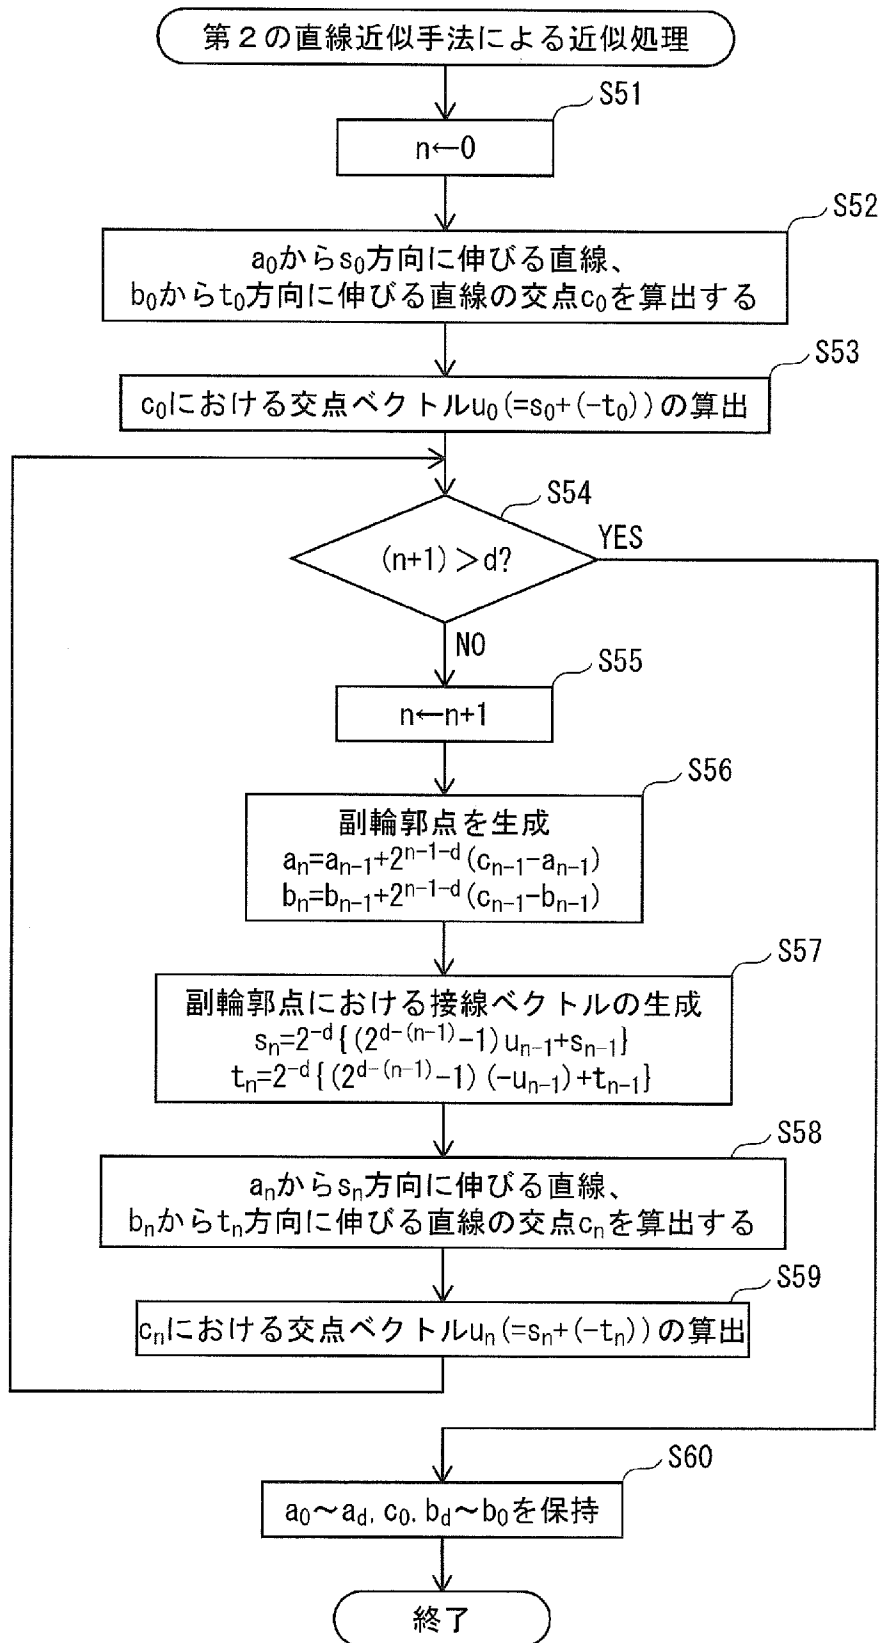 第2の直線近似手法による近似処理
S51
n←0
S52
a₀からs₀方向に伸びる直線、
b₀からt₀方向に伸びる直線の交点c₀を算出する
S53
c₀における交点ベクトルu₀(=s₀+(-t₀))の算出
S54
(n+1)>d?
YES
NO
S55
n←n+1
S56
副輪郭点を生成
aₙ=aₙ₋₁+2ⁿ⁻¹⁻ᵈ(cₙ₋₁-aₙ₋₁)
bₙ=bₙ₋₁+2ⁿ⁻¹⁻ᵈ(cₙ₋₁-bₙ₋₁)
S57
副輪郭点における接線ベクトルの生成
sₙ=2⁻ᵈ{(2ᵈ⁻⁽ⁿ⁻¹⁾-1)uₙ₋₁+sₙ₋₁}
tₙ=2⁻ᵈ{(2ᵈ⁻⁽ⁿ⁻¹⁾-1)(-uₙ₋₁)+tₙ₋₁}
S58
aₙからsₙ方向に伸びる直線、
bₙからtₙ方向に伸びる直線の交点cₙを算出する
S59
cₙにおける交点ベクトルuₙ(=sₙ+(-tₙ))の算出
S60
a₀～a_d, c₀, b_d～b₀を保持
終了